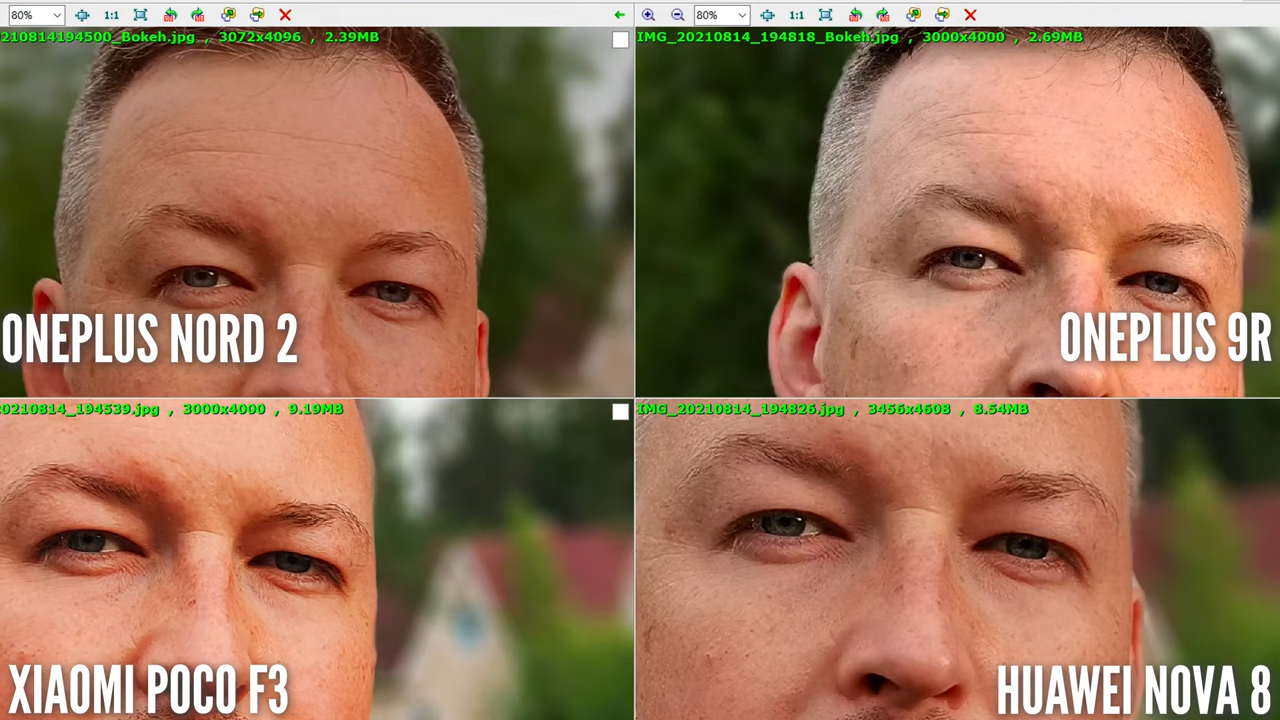 80% 1:1
80% 1:1
210814194500_Bokeh.jpg , 3072x4096 , 2.39MB
IMG_20210814_194818_Bokeh.jpg , 3000x4000 , 2.69MB
ONEPLUS NORD 2
ONEPLUS 9R
0210814_194539.jpg , 3000x4000 , 9.19MB
IMG_20210814_194826.jpg , 3456x4608 , 8.54MB
XIAOMI POCO F3
HUAWEI NOVA 8